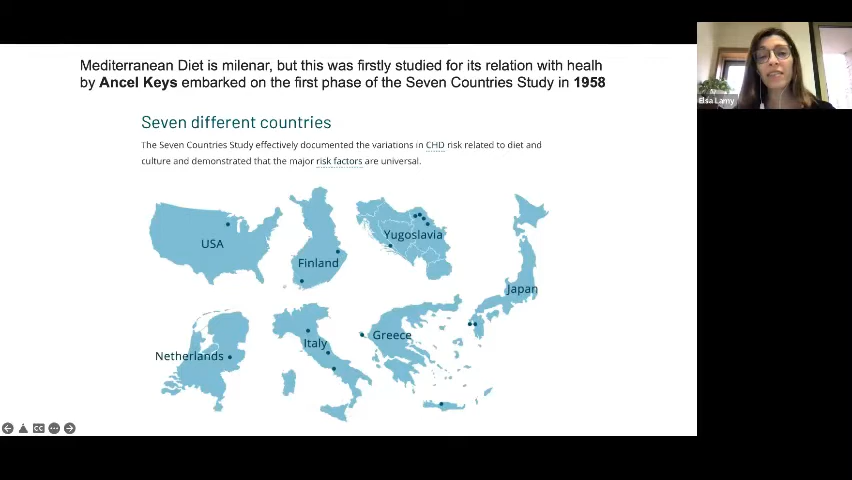 Mediterranean Diet is milenar, but this was firstly studied for its relation with healh
by Ancel Keys embarked on the first phase of the Seven Countries Study in 1958
Seven different countries
The Seven Countries Study effectively documented the variations in CHD risk related to diet and
culture and demonstrated that the major risk factors are universal.
USA
Finland
Yugoslavia
Japan
Netherlands
Italy
Greece
Elsa Lamy
CC